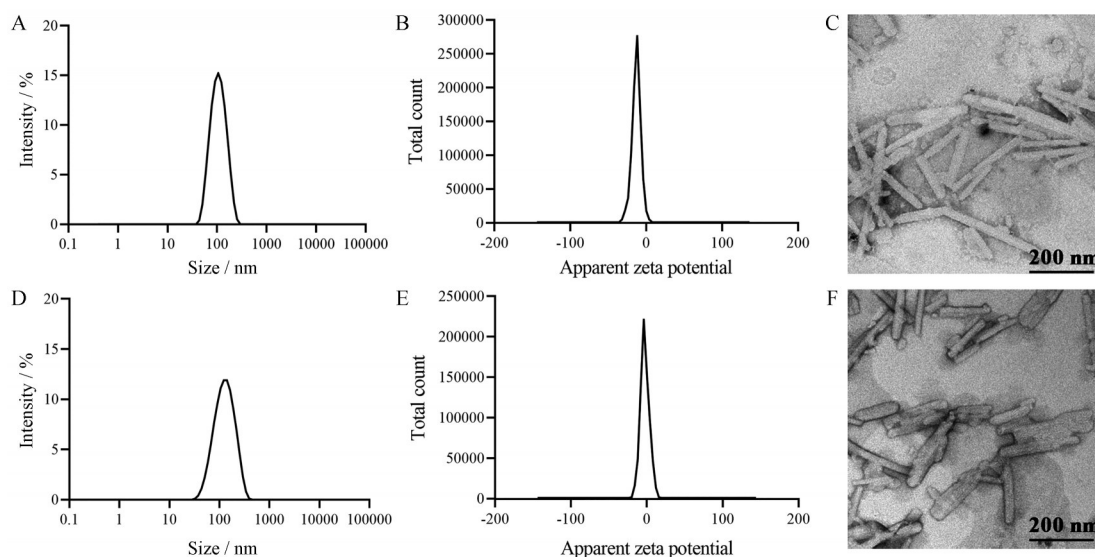 A
Intensity / %
20
15
10
5
0
0.1 1 10 100 1000 10000 100000
Size / nm
B
Total count
300000
250000
200000
150000
100000
50000
0
-200 -100 0 100 200
Apparent zeta potential
C
200 nm
D
Intensity / %
20
15
10
5
0
0.1 1 10 100 1000 10000 100000
Size / nm
E
Total count
250000
200000
150000
100000
50000
0
-200 -100 0 100 200
Apparent zeta potential
F
200 nm